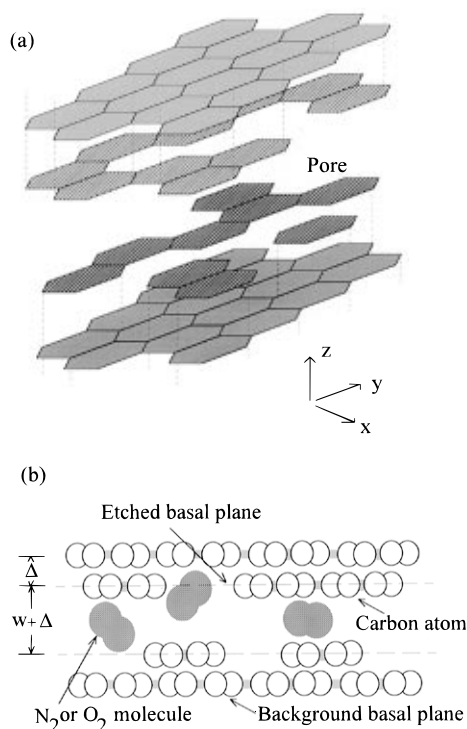 (a)
Pore
z
y
x
(b)
Etched basal plane
Δ
w+Δ
Carbon atom
N2 or O2 molecule
Background basal plane